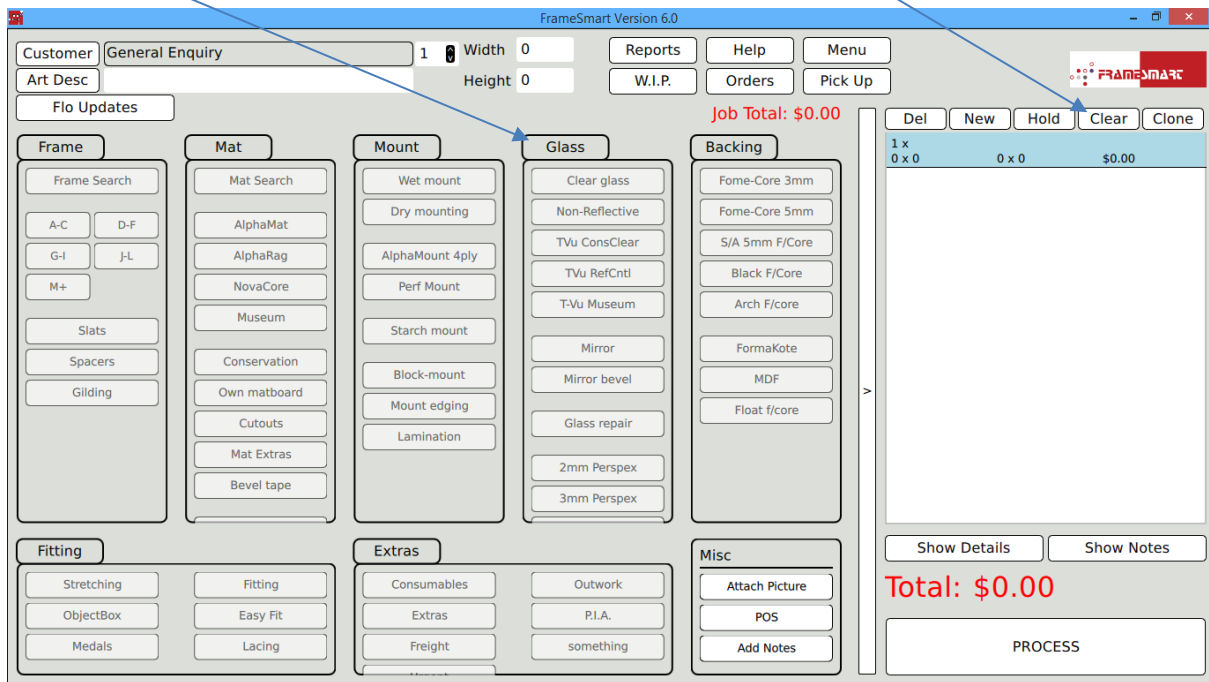 FrameSmart Version 6.0
Customer General Enquiry 1 Width 0 Reports Help Menu
Art Desc Height 0 W.I.P. Orders Pick Up
FRAMESMART
Flo Updates
Job Total: $0.00
Del New Hold Clear Clone
Frame
Frame Search
A-C D-F
G-I J-L
M+
Slats
Spacers
Gilding
Mat
Mat Search
AlphaMat
AlphaRag
NovaCore
Museum
Conservation
Own matboard
Cutouts
Mat Extras
Bevel tape
Mount
Wet mount
Dry mounting
AlphaMount 4ply
Perf Mount
Starch mount
Block-mount
Mount edging
Lamination
Glass
Clear glass
Non-Reflective
TVu ConsClear
TVu RefCntl
T-Vu Museum
Mirror
Mirror bevel
Glass repair
2mm Perspex
3mm Perspex
Backing
Fome-Core 3mm
Fome-Core 5mm
S/A 5mm F/Core
Black F/Core
Arch F/core
FormaKote
MDF
Float f/core
>
1 x
0 x 0 0 x 0 $0.00
Fitting
Stretching Fitting
ObjectBox Easy Fit
Medals Lacing
Extras
Consumables Outwork
Extras P.I.A.
Freight something
Misc
Attach Picture
POS
Add Notes
Show Details Show Notes
Total: $0.00
PROCESS